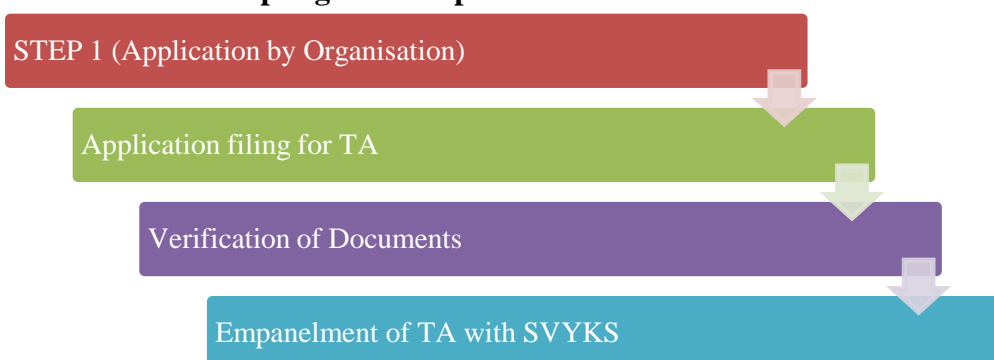 STEP 1 (Application by Organisation)
Application filing for TA
Verification of Documents
Empanelment of TA with SVYKS